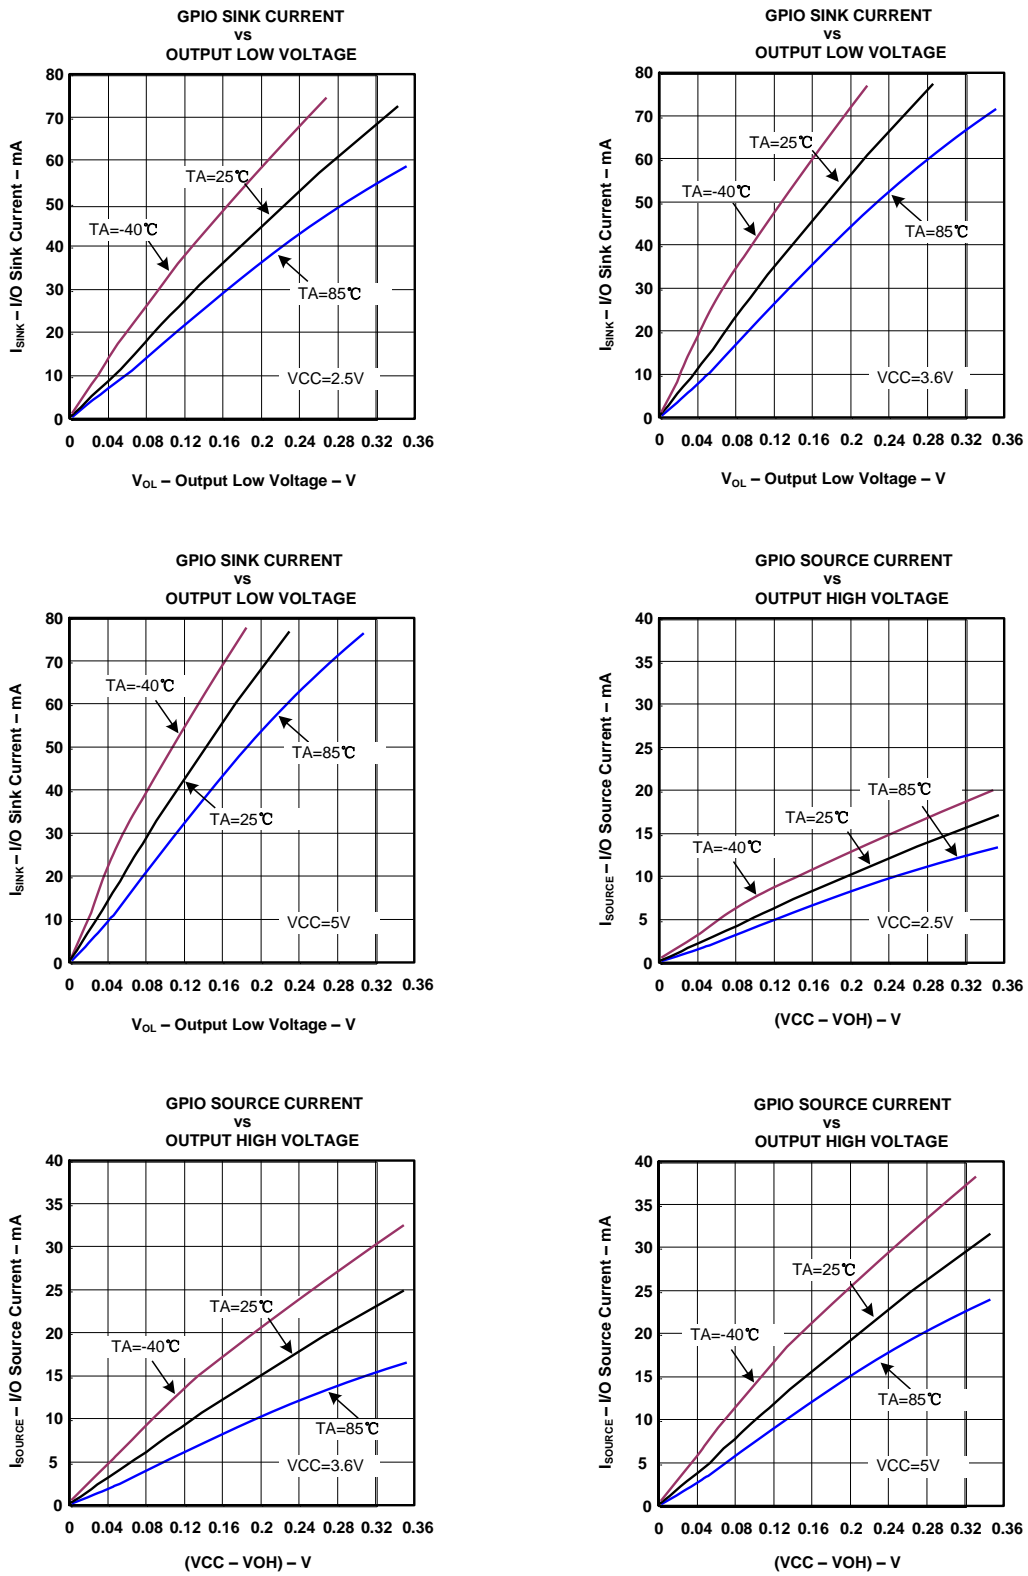 GPIO SINK CURRENT
vs
OUTPUT LOW VOLTAGE
I_SINK – I/O Sink Current – mA
80
70
60
50
40
30
20
10
0
TA=25℃
TA=-40℃
TA=85℃
VCC=2.5V
0 0.04 0.08 0.12 0.16 0.2 0.24 0.28 0.32 0.36
V_OL – Output Low Voltage – V
GPIO SINK CURRENT
vs
OUTPUT LOW VOLTAGE
I_SINK – I/O Sink Current – mA
80
70
60
50
40
30
20
10
0
TA=25℃
TA=-40℃
TA=85℃
VCC=3.6V
0 0.04 0.08 0.12 0.16 0.2 0.24 0.28 0.32 0.36
V_OL – Output Low Voltage – V
GPIO SINK CURRENT
vs
OUTPUT LOW VOLTAGE
I_SINK – I/O Sink Current – mA
80
70
60
50
40
30
20
10
0
TA=-40℃
TA=85℃
TA=25℃
VCC=5V
0 0.04 0.08 0.12 0.16 0.2 0.24 0.28 0.32 0.36
V_OL – Output Low Voltage – V
GPIO SOURCE CURRENT
vs
OUTPUT HIGH VOLTAGE
I_SOURCE – I/O Source Current – mA
40
35
30
25
20
15
10
5
0
TA=85℃
TA=25℃
TA=-40℃
VCC=2.5V
0 0.04 0.08 0.12 0.16 0.2 0.24 0.28 0.32 0.36
(VCC – VOH) – V
GPIO SOURCE CURRENT
vs
OUTPUT HIGH VOLTAGE
I_SOURCE – I/O Source Current – mA
40
35
30
25
20
15
10
5
0
TA=25℃
TA=-40℃
TA=85℃
VCC=3.6V
0 0.04 0.08 0.12 0.16 0.2 0.24 0.28 0.32 0.36
(VCC – VOH) – V
GPIO SOURCE CURRENT
vs
OUTPUT HIGH VOLTAGE
I_SOURCE – I/O Source Current – mA
40
35
30
25
20
15
10
5
0
TA=25℃
TA=-40℃
TA=85℃
VCC=5V
0 0.04 0.08 0.12 0.16 0.2 0.24 0.28 0.32 0.36
(VCC – VOH) – V